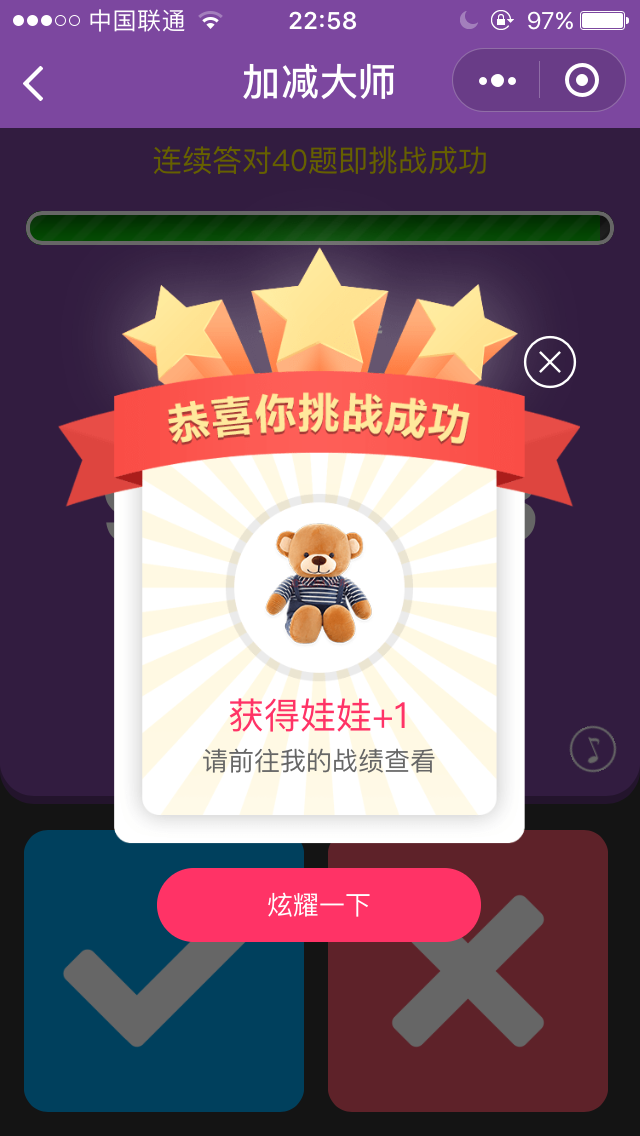 中国联通 22:58 97%
加减大师
连续答对40题即挑战成功
恭喜你挑战成功
获得娃娃+1
请前往我的战绩查看
炫耀一下